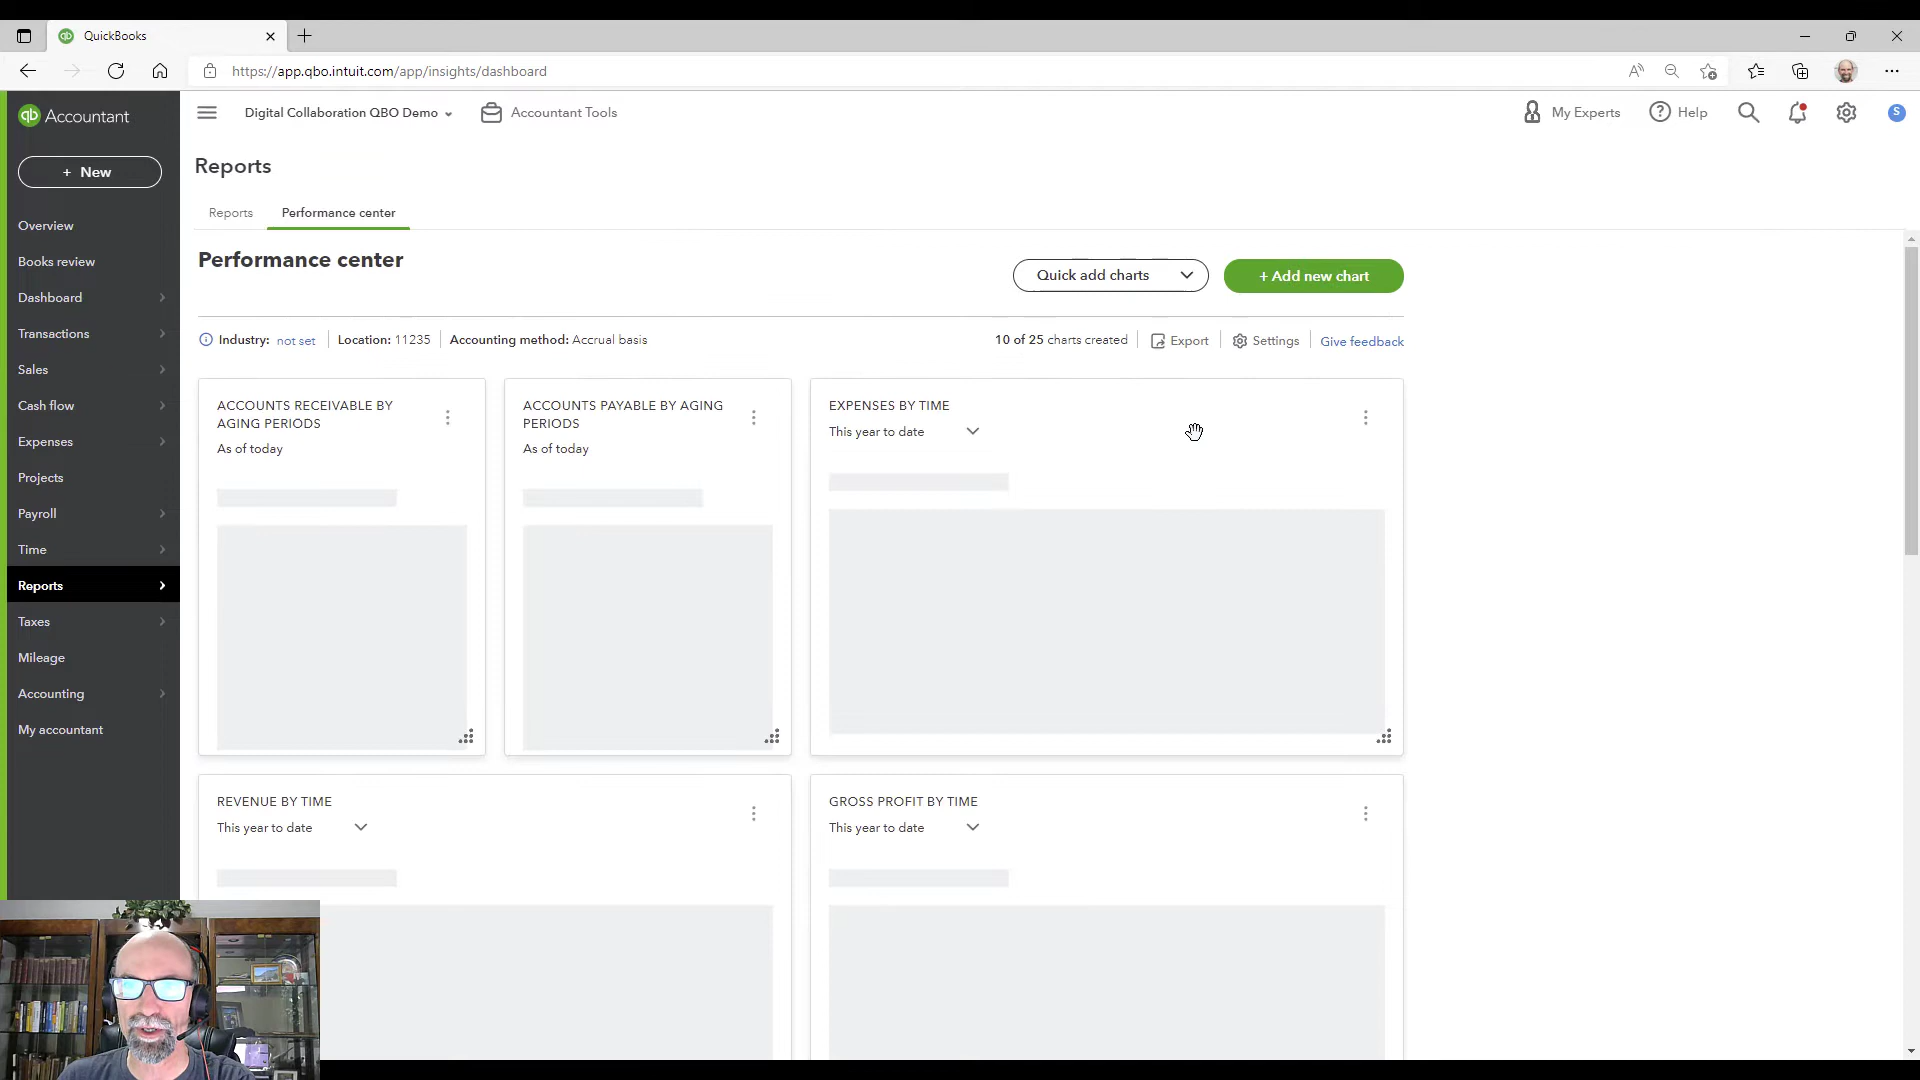 QuickBooks
https://app.qbo.intuit.com/app/insights/dashboard
qb Accountant
Digital Collaboration QBO Demo
Accountant Tools
My Experts
Help
S
+ New
Overview
Books review
Dashboard
Transactions
Sales
Cash flow
Expenses
Projects
Payroll
Time
Reports
Taxes
Mileage
Accounting
My accountant
Reports
Reports
Performance center
Performance center
Quick add charts
+ Add new chart
Industry: not set
Location: 11235
Accounting method: Accrual basis
10 of 25 charts created
Export
Settings
Give feedback
ACCOUNTS RECEIVABLE BY
AGING PERIODS
As of today
ACCOUNTS PAYABLE BY AGING
PERIODS
As of today
EXPENSES BY TIME
This year to date
REVENUE BY TIME
This year to date
GROSS PROFIT BY TIME
This year to date